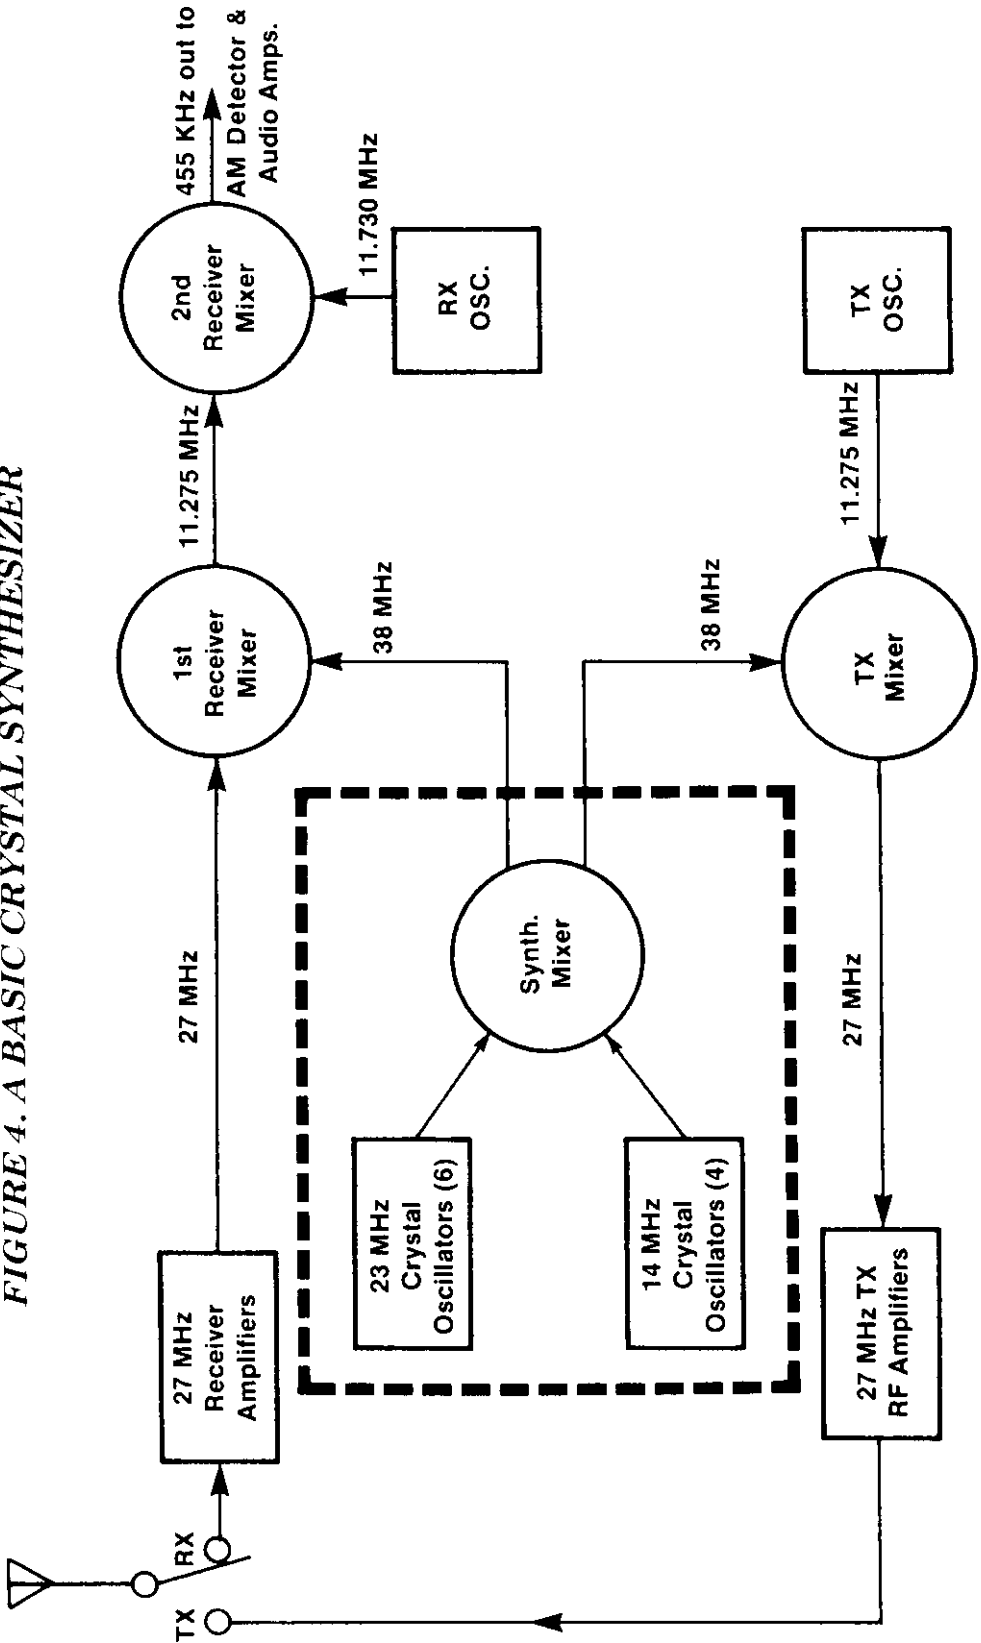 FIGURE 4. A BASIC CRYSTAL SYNTHESIZER
TX
RX
27 MHz
Receiver
Amplifiers
27 MHz
1st
Receiver
Mixer
11.275 MHz
2nd
Receiver
Mixer
455 KHz out to
AM Detector &
Audio Amps.
11.730 MHz
RX
OSC.
38 MHz
23 MHz
Crystal
Oscillators (6)
14 MHz
Crystal
Oscillators (4)
Synth.
Mixer
38 MHz
27 MHz TX
RF Amplifiers
27 MHz
TX
Mixer
11.275 MHz
TX
OSC.